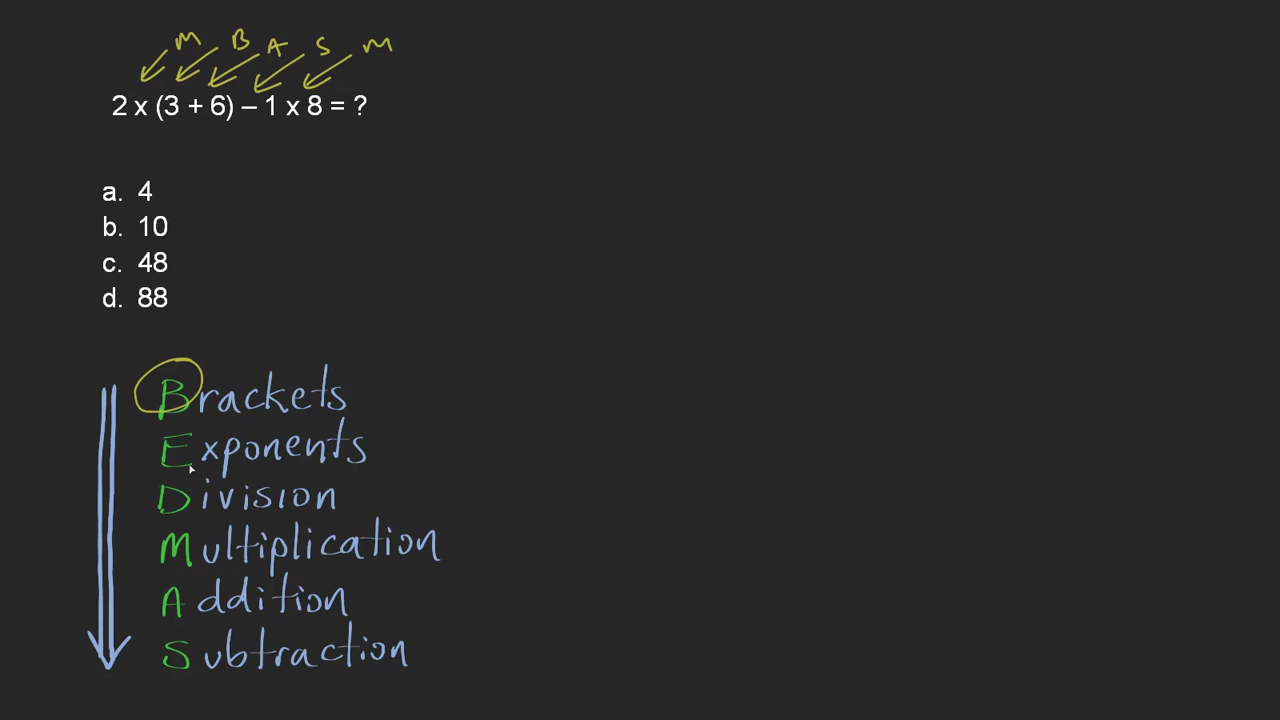 M B A S M
2 x (3 + 6) – 1 x 8 = ?
a. 4
b. 10
c. 48
d. 88
Brackets
Exponents
Division
Multiplication
Addition
Subtraction